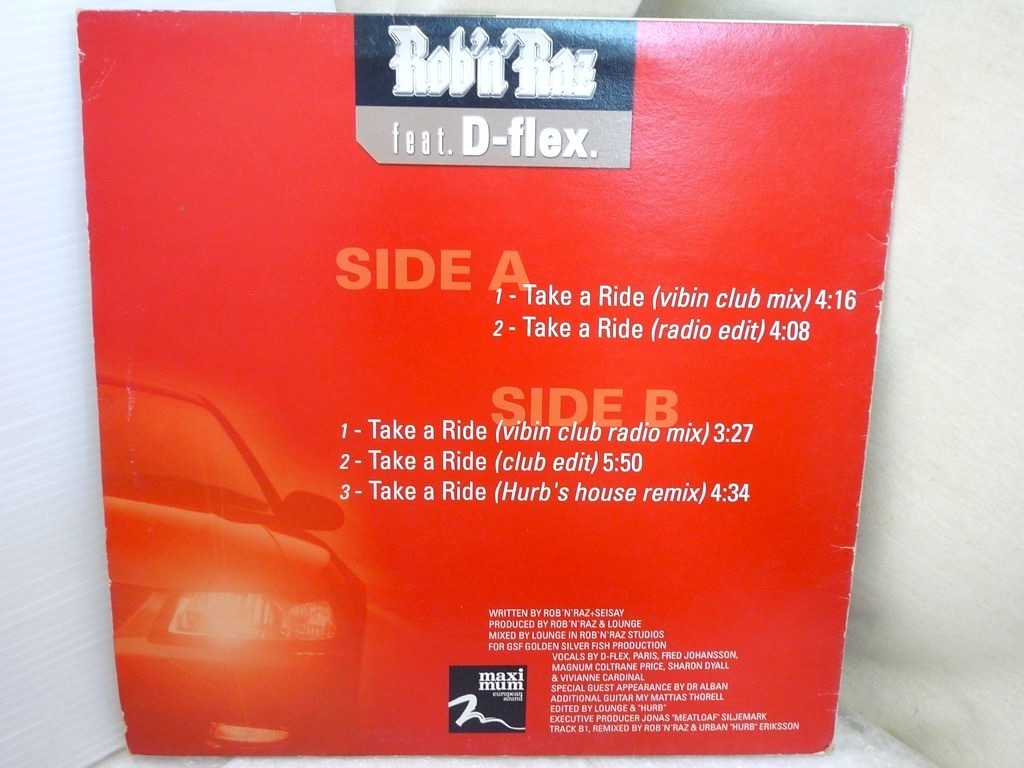 Rob'n'Raz
feat. D-flex.
SIDE A
1 - Take a Ride (vibin club mix) 4:16
2 - Take a Ride (radio edit) 4:08
SIDE B
1 - Take a Ride (vibin club radio mix) 3:27
2 - Take a Ride (club edit) 5:50
3 - Take a Ride (Hurb's house remix) 4:34
WRITTEN BY ROB`N`RAZ+SEISAY
PRODUCED BY ROB`N`RAZ & LOUNGE
MIXED BY LOUNGE IN ROB`N`RAZ STUDIOS
FOR GSF GOLDEN SILVER FISH PRODUCTION
VOCALS BY D-FLEX, PARIS, FRED JOHANSSON,
MAGNUM COLTRANE PRICE, SHARON DYALL
& VIVIANNE CARDINAL
SPECIAL GUEST APPEARANCE BY DR ALBAN
ADDITIONAL GUITAR MY MATTIAS THORELL
EDITED BY LOUNGE & "HURB"
EXECUTIVE PRODUCER JONAS "MEATLOAF" SILJEMARK
TRACK B1, REMIXED BY ROB`N`RAZ & URBAN "HURB" ERIKSSON
maxi
mum
european
sound